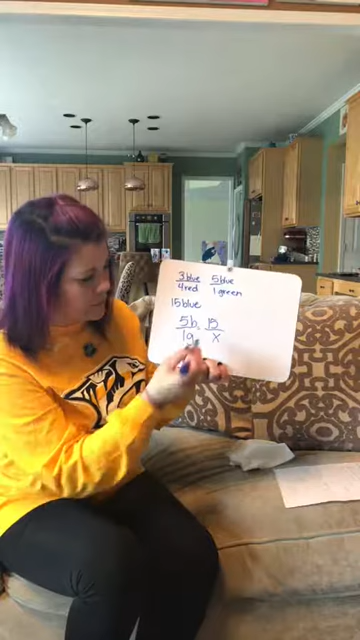 3 blue 5 blue
4 red 1 green
15 blue
5b 15
1g x